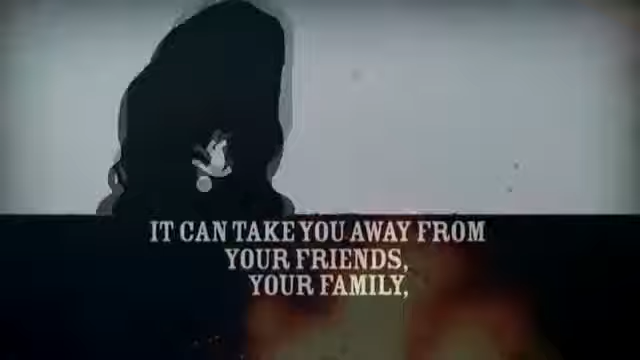 IT CAN TAKE YOU AWAY FROM
YOUR FRIENDS,
YOUR FAMILY,